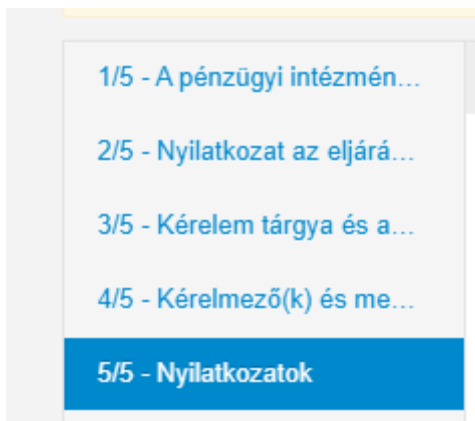 1/5 - A pénzügyi intézmén...
2/5 - Nyilatkozat az eljárá...
3/5 - Kérelem tárgya és a...
4/5 - Kérelmező(k) és me...
5/5 - Nyilatkozatok